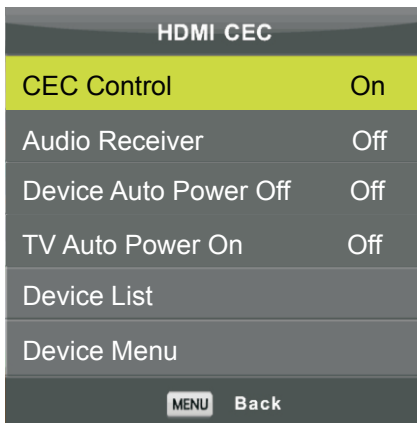 HDMI CEC
CEC Control On
Audio Receiver Off
Device Auto Power Off Off
TV Auto Power On Off
Device List
Device Menu
MENU Back